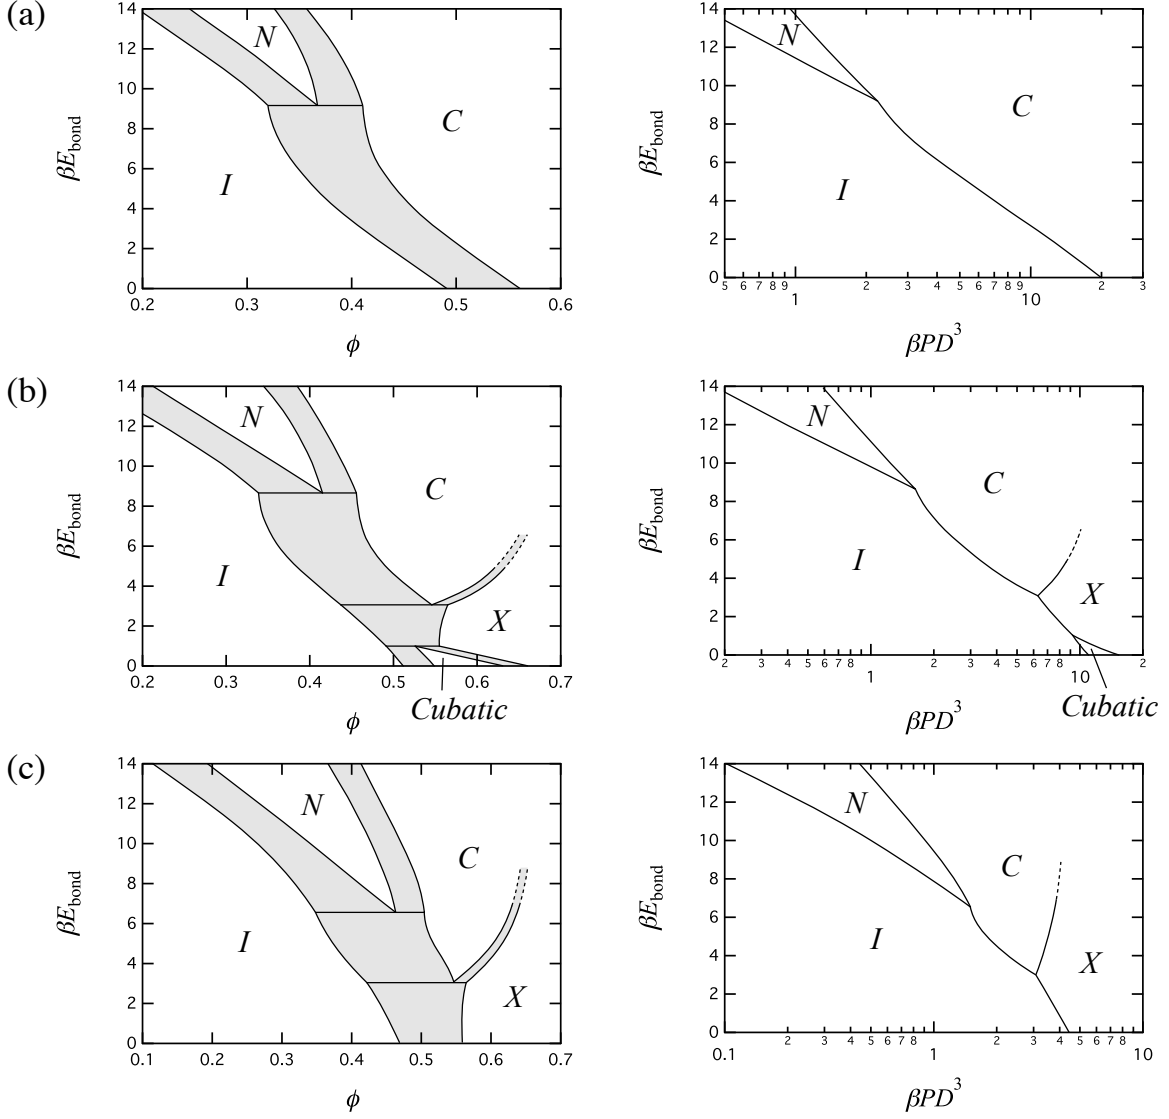 (a)
14
12
10
8
6
4
2
0
βE_bond
N
C
I
0.2 0.3 0.4 0.5 0.6
ϕ
14
12
10
8
6
4
2
0
βE_bond
N
C
I
5 6 7 8 9 1 2 3 4 5 6 7 8 9 10 2 3
βPD³
(b)
14
12
10
8
6
4
2
0
βE_bond
N
C
I
X
0.2 0.3 0.4 0.5 0.6 0.7
Cubatic
ϕ
14
12
10
8
6
4
2
0
βE_bond
N
C
I
X
2 3 4 5 6 7 8 1 2 3 4 5 6 7 8 10 2
Cubatic
βPD³
(c)
14
12
10
8
6
4
2
0
βE_bond
N
C
I
X
0.1 0.2 0.3 0.4 0.5 0.6 0.7
ϕ
14
12
10
8
6
4
2
0
βE_bond
N
C
I
X
0.1 2 3 4 5 6 7 8 1 2 3 4 5 6 7 8 10
βPD³